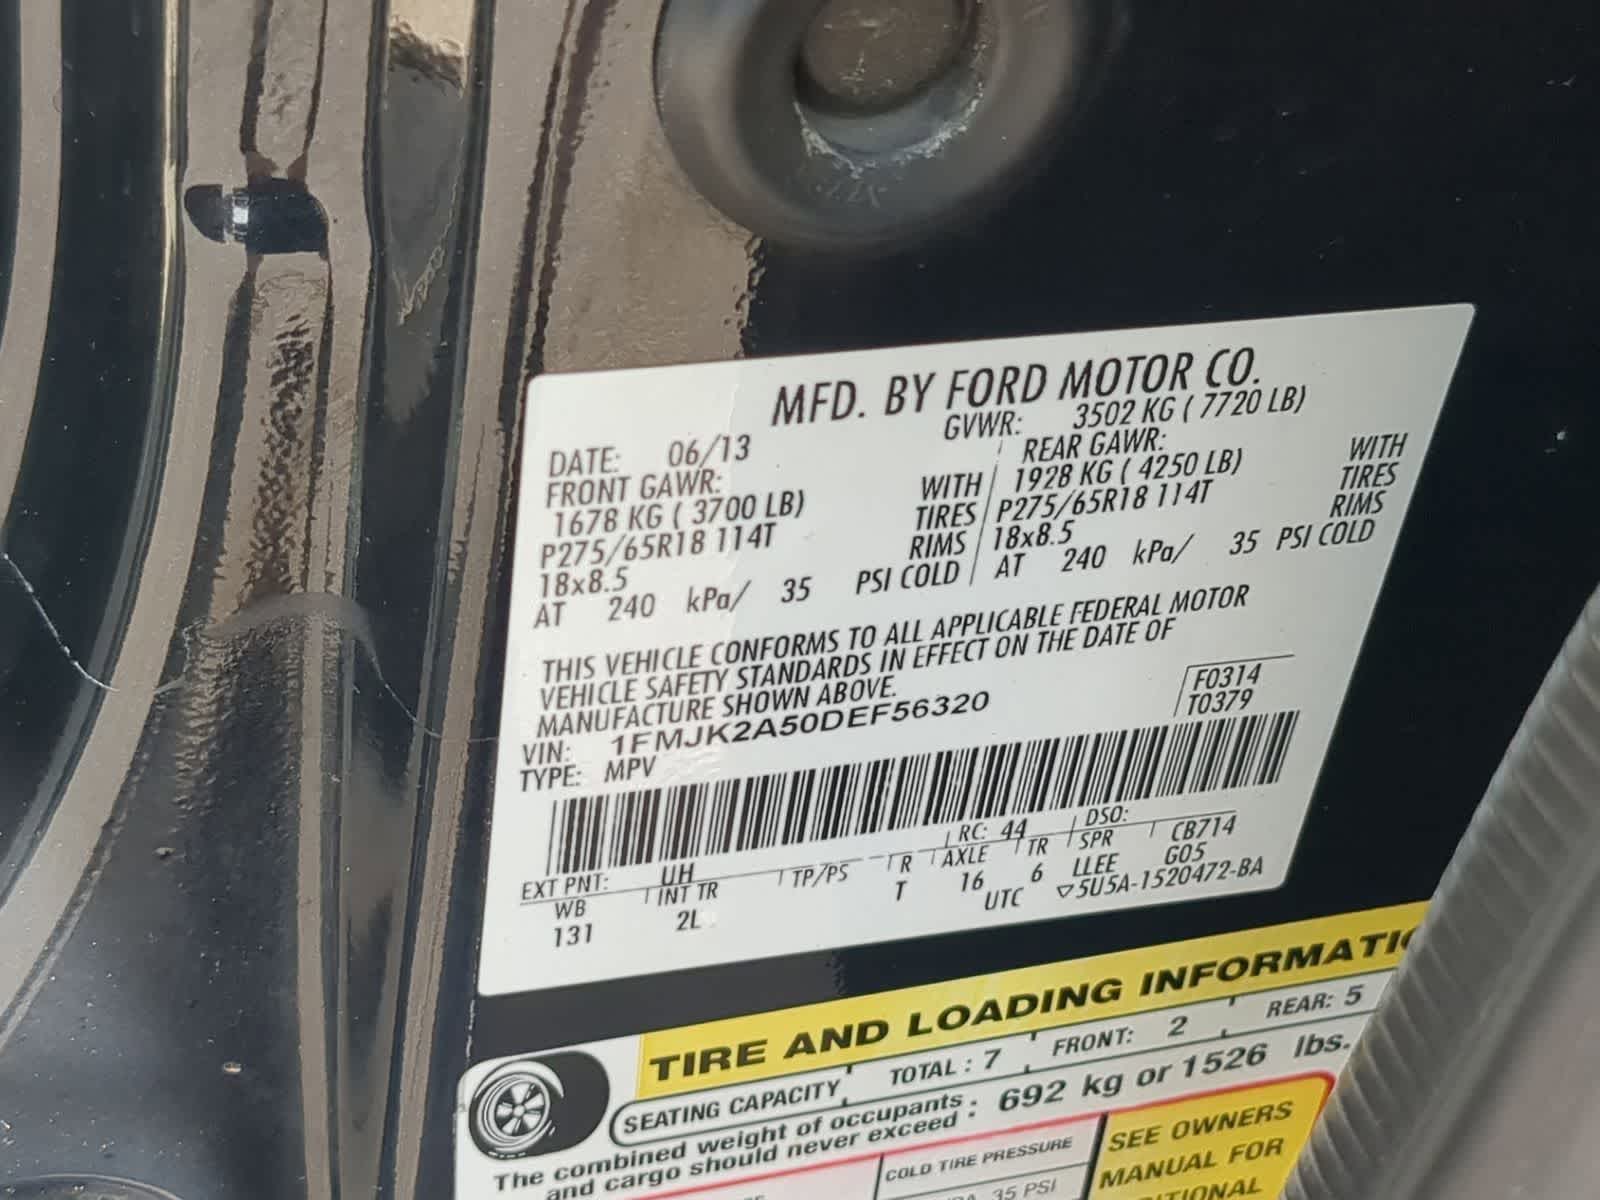 MFD. BY FORD MOTOR CO.
DATE: 06/13 GVWR: 3502 KG ( 7720 LB)
FRONT GAWR: REAR GAWR:
1678 KG ( 3700 LB) WITH 1928 KG ( 4250 LB) WITH
P275/65R18 114T TIRES P275/65R18 114T TIRES
18x8.5 RIMS 18x8.5 RIMS
AT 240 kPa/ 35 PSI COLD AT 240 kPa/ 35 PSI COLD
THIS VEHICLE CONFORMS TO ALL APPLICABLE FEDERAL MOTOR
VEHICLE SAFETY STANDARDS IN EFFECT ON THE DATE OF
MANUFACTURE SHOWN ABOVE.
F0314
VIN: 1FMJK2A50DEF56320 T0379
TYPE: MPV
EXT PNT: UH RC: 44 DSO: CB714
WB INT TR TP/PS R AXLE TR SPR G05
131 2L T 16 6 LLEE
UTC ▽5U5A-1520472-BA
TIRE AND LOADING INFORMATI
SEATING CAPACITY TOTAL : 7 FRONT: 2 REAR: 5
The combined weight of occupants and cargo should never exceed : 692 kg or 1526 lbs.
COLD TIRE PRESSURE
35 PSI
SEE OWNERS
MANUAL FOR
ITIONAL